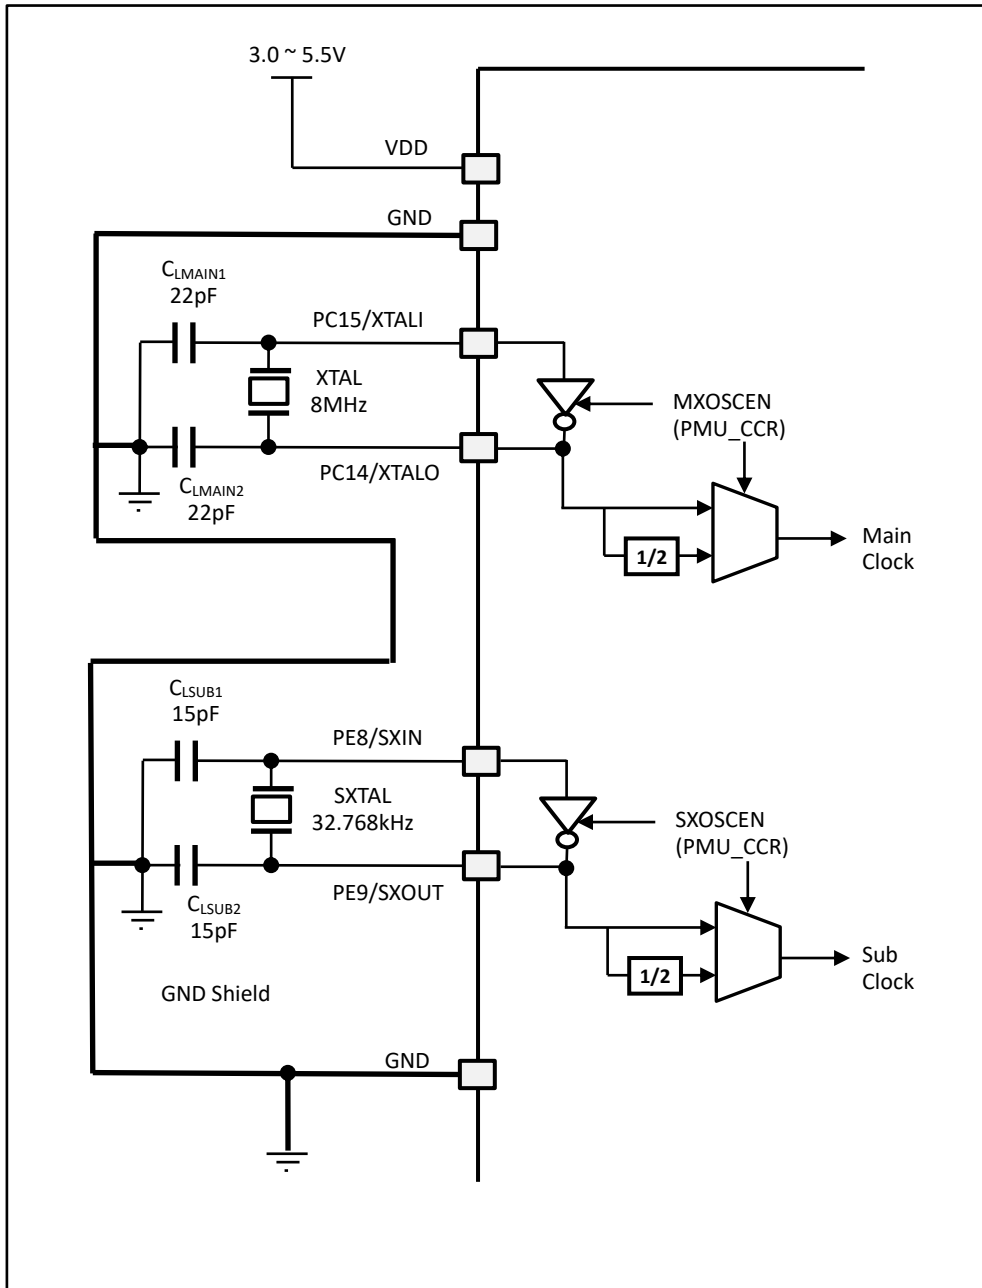 3.0 ~ 5.5V
VDD
GND
CLMAIN1
22pF
PC15/XTALI
XTAL
8MHz
MXOSCEN
(PMU_CCR)
PC14/XTALO
CLMAIN2
22pF
1/2
Main
Clock
CLSUB1
15pF
PE8/SXIN
SXTAL
32.768kHz
SXOSCEN
(PMU_CCR)
PE9/SXOUT
CLSUB2
15pF
1/2
Sub
Clock
GND Shield
GND